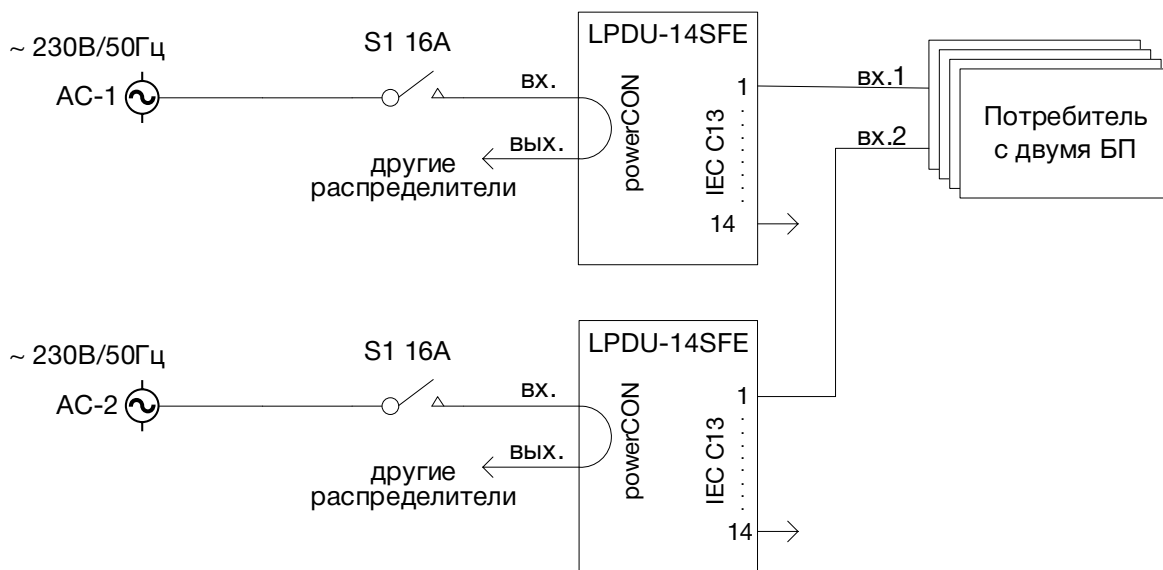 ~ 230В/50Гц
AC-1
S1 16A
вх.
вых.
другие
распределители
LPDU-14SFE
powerCON
IEC C13
1
14
вх.1
вх.2
Потребитель
с двумя БП
~ 230В/50Гц
AC-2
S1 16A
вх.
вых.
другие
распределители
LPDU-14SFE
powerCON
IEC C13
1
14